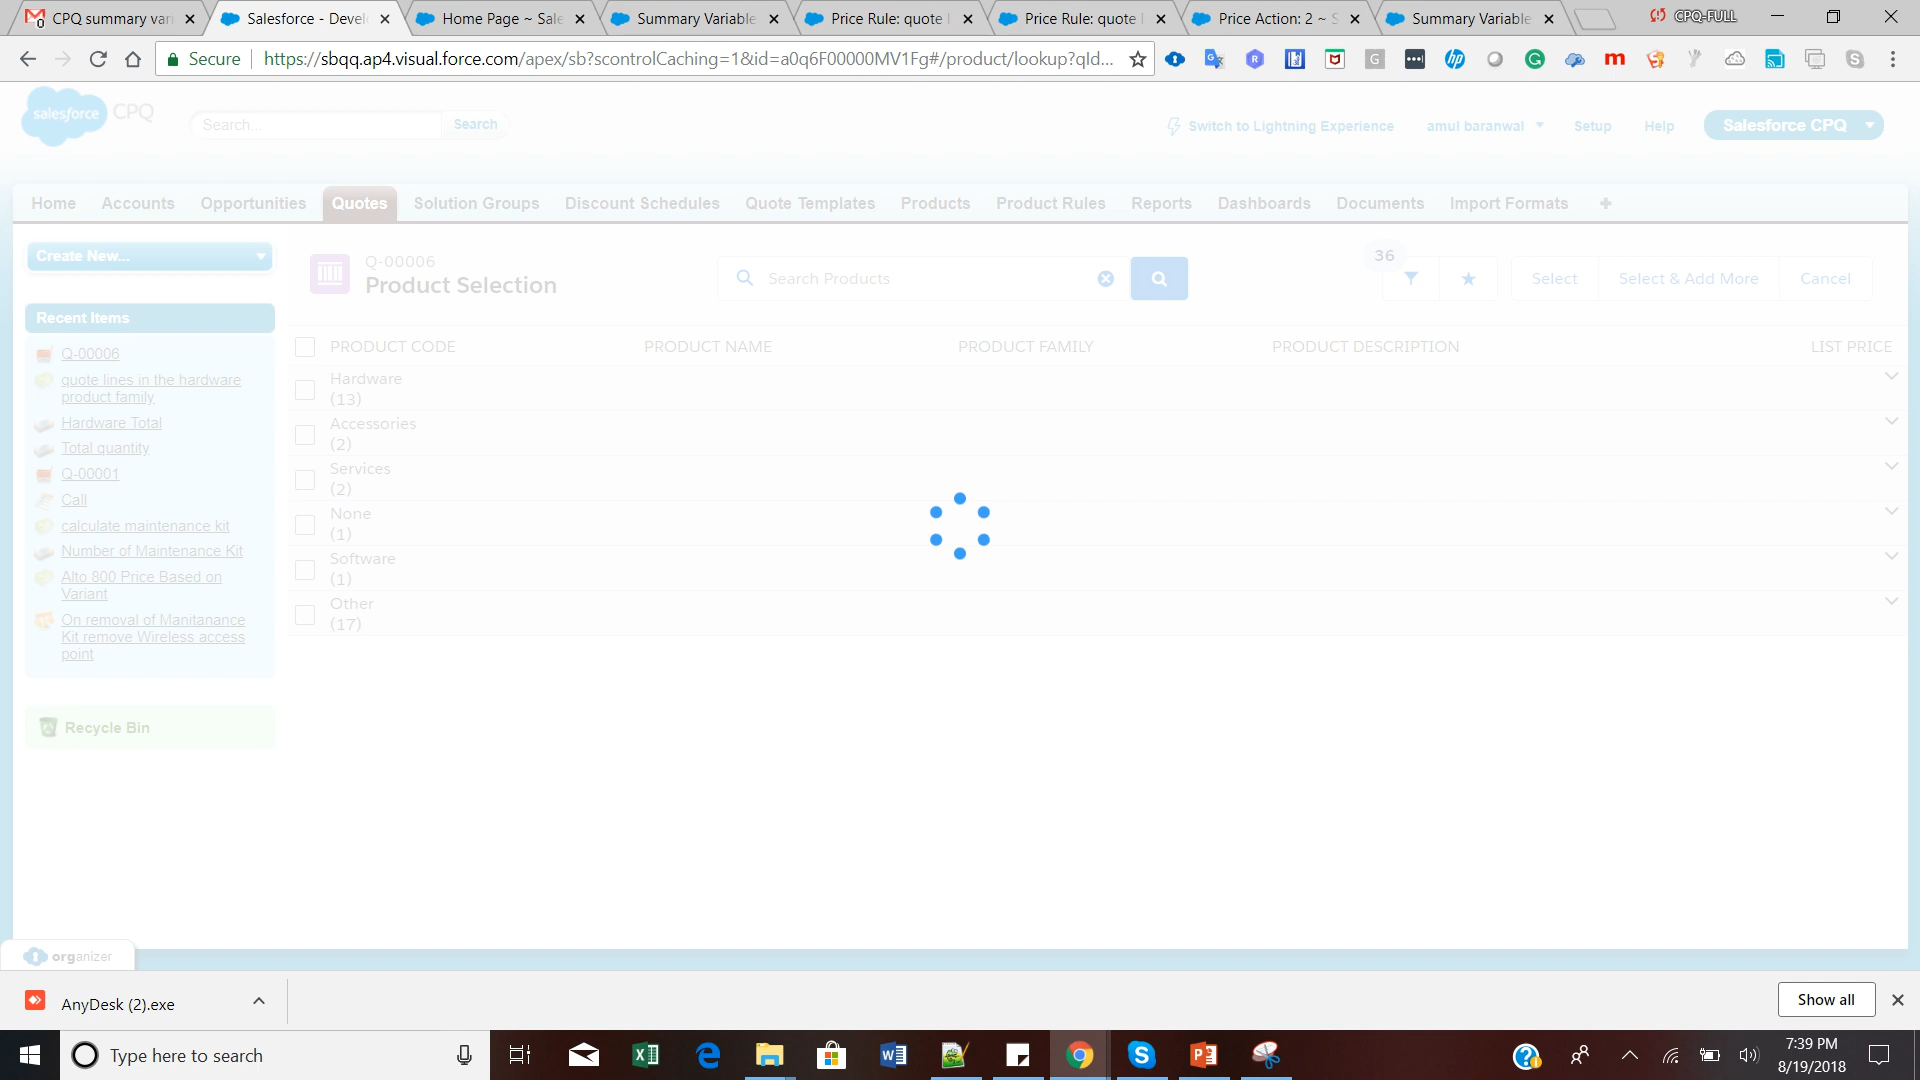 CPQ summary vari
Salesforce - Devel
Home Page ~ Sale
Summary Variable
Price Rule: quote l
Price Rule: quote l
Price Action: 2 ~ S
Summary Variable
CPQ-FULL
Secure
https://sbqq.ap4.visual.force.com/apex/sb?scontrolCaching=1&id=a0q6F00000MV1Fg#/product/lookup?qId...
salesforce CPQ
Search...
Search
Switch to Lightning Experience
amul baranwal
Setup
Help
Salesforce CPQ
Home
Accounts
Opportunities
Quotes
Solution Groups
Discount Schedules
Quote Templates
Products
Product Rules
Reports
Dashboards
Documents
Import Formats
Create New...
Recent Items
Q-00006
quote lines in the hardware
product family
Hardware Total
Total quantity
Q-00001
Call
calculate maintenance kit
Number of Maintenance Kit
Alto 800 Price Based on
Variant
On removal of Manitanance
Kit remove Wireless access
point
Recycle Bin
Q-00006
Product Selection
Search Products
36
Select
Select & Add More
Cancel
PRODUCT CODE
PRODUCT NAME
PRODUCT FAMILY
PRODUCT DESCRIPTION
LIST PRICE
Hardware
(13)
Accessories
(2)
Services
(2)
None
(1)
Software
(1)
Other
(17)
organizer
AnyDesk (2).exe
Show all
Type here to search
7:39 PM
8/19/2018